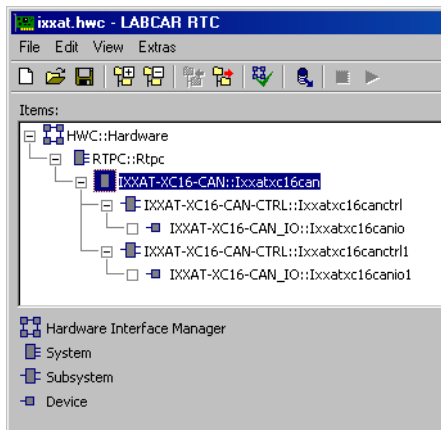 ixxat.hwc - LABCAR RTC
File Edit View Extras
Items:
HWC::Hardware
RTPC::Rtpc
IXXAT-XC16-CAN::Ixxatxc16can
IXXAT-XC16-CAN-CTRL::Ixxatxc16canctrl
IXXAT-XC16-CAN_IO::Ixxatxc16canio
IXXAT-XC16-CAN-CTRL::Ixxatxc16canctrl1
IXXAT-XC16-CAN_IO::Ixxatxc16canio1
Hardware Interface Manager
System
Subsystem
Device